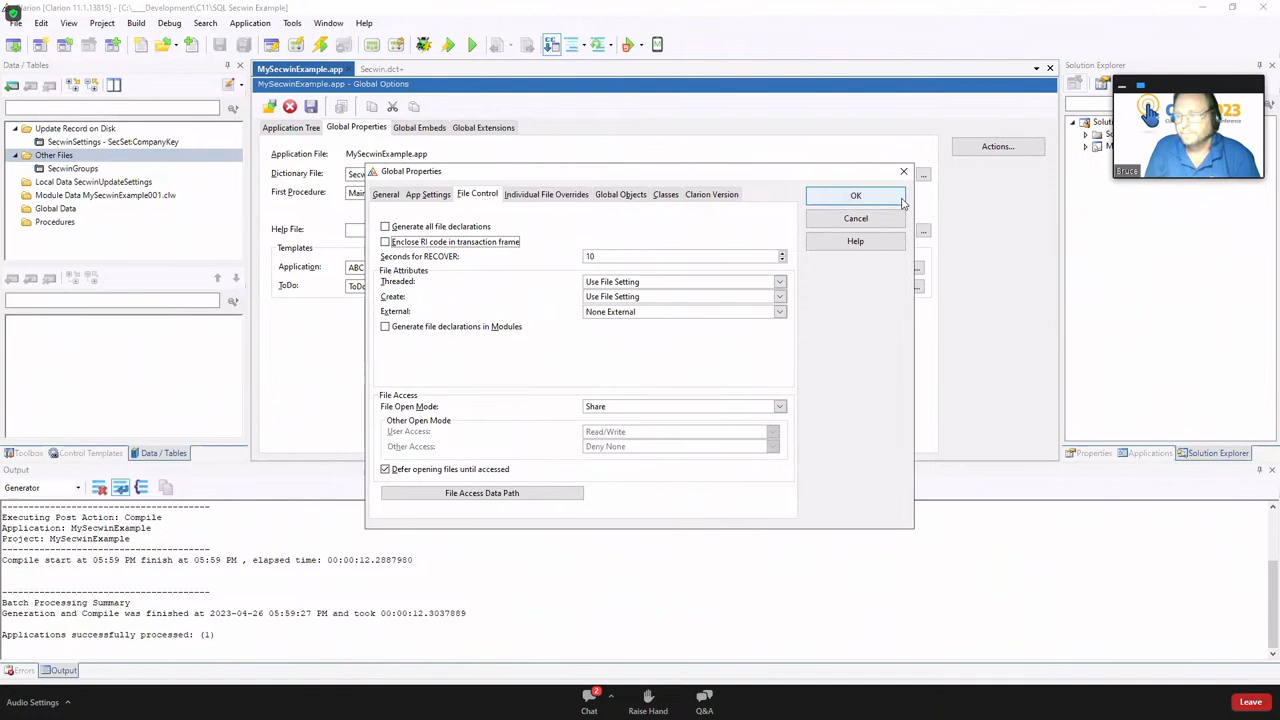 Clarion [Clarion 11.1.13815] - [C:\____Development\C11\SQL Secwin Example]
File Edit View Project Build Debug Search Application Tools Window Help
Data / Tables
MySecwinExample.app
Secwin.dct+
Solution Explorer
MySecwinExample.app - Global Options
Update Record on Disk
SecwinSettings - SecSet:CompanyKey
Other Files
SecwinGroups
Local Data SecwinUpdateSettings
Module Data MySecwinExample001.clw
Global Data
Procedures
Application Tree Global Properties Global Embeds Global Extensions
Application File: MySecwinExample.app
Dictionary File: Sec
First Procedure: Main
Help File:
Templates
Application: ABC
ToDo: ToDo
Actions...
Global Properties
General App Settings File Control Individual File Overrides Global Objects Classes Clarion Version
Generate all file declarations
Enclose RI code in transaction frame
Seconds for RECOVER: 10
File Attributes
Threaded: Use File Setting
Create: Use File Setting
External: None External
Generate file declarations in Modules
File Access
File Open Mode: Share
Other Open Mode
User Access: Read/Write
Other Access: Deny None
Defer opening files until accessed
File Access Data Path
OK
Cancel
Help
Solu
S
M
2023
Bruce
Toolbox Control Templates Data / Tables
Properties Applications Solution Explorer
Output
Generator
----------------------------------------
Executing Post Action: Compile
Application: MySecwinExample
Project: MySecwinExample
----------------------------------------
Compile start at 05:59 PM finish at 05:59 PM , elapsed time: 00:00:12.2887980
----------------------------------------
Batch Processing Summary
Generation and Compile was finished at 2023-04-26 05:59:27 PM and took 00:00:12.3037889
Applications successfully processed: (1)
Errors Output
Audio Settings
2
Chat
Raise Hand
Q&A
Leave